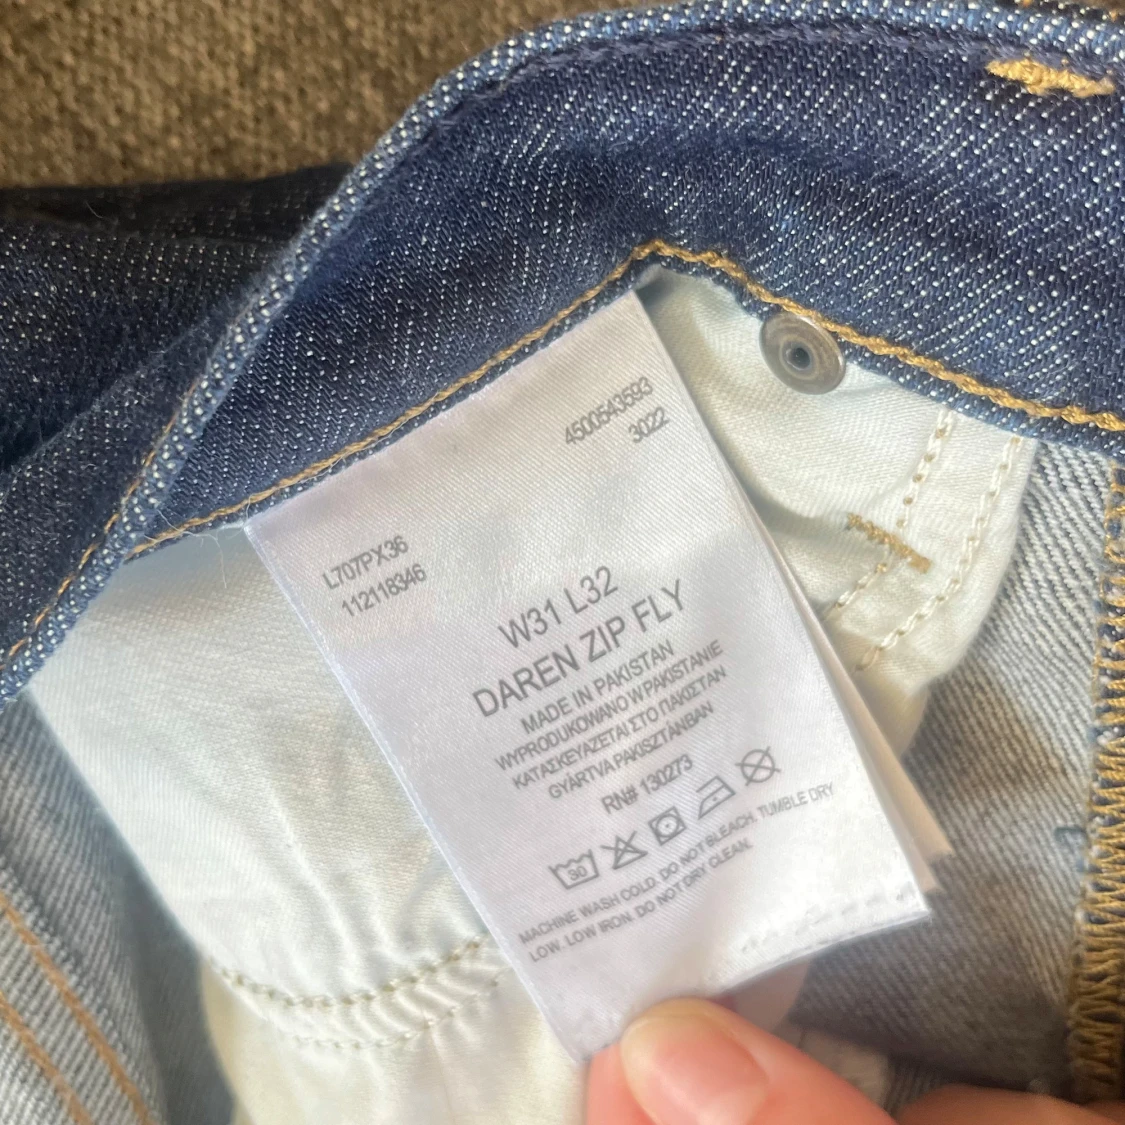 4500543593
3022
L707PX36
112118346
W31 L32
DAREN ZIP FLY
MADE IN PAKISTAN
WYPRODUKOWANO W PAKISTANIE
ΚΑΤΑΣΚΕΥΑΖΕΤΑΙ ΣΤΟ ΠΑΚΙΣΤΑΝ
GYÁRTVA PAKISZTÁNBAN
RN# 130273
30
MACHINE WASH COLD. DO NOT BLEACH. TUMBLE DRY
LOW. LOW IRON. DO NOT DRY CLEAN.